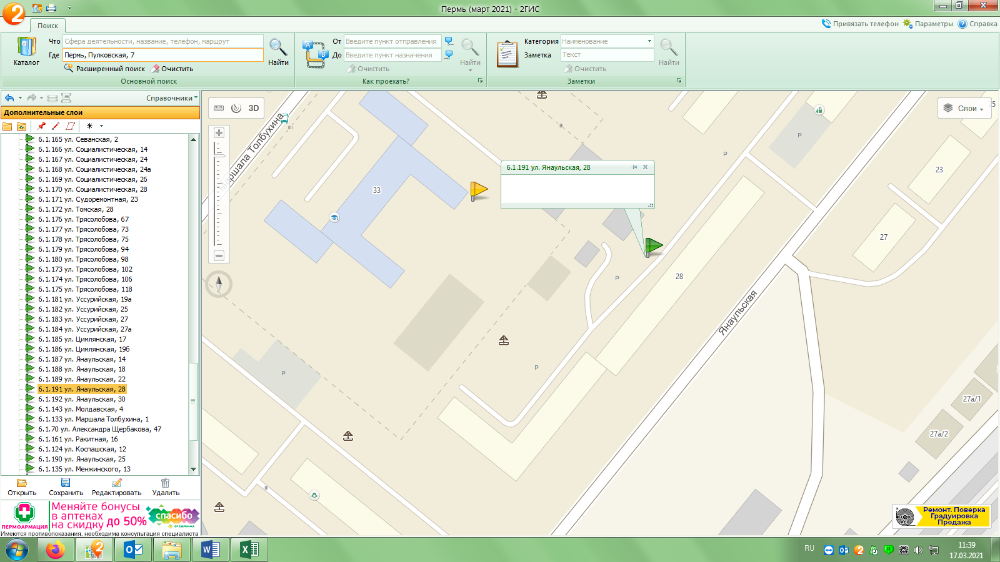 Пермь (март 2021) - 2ГИС
Поиск
Привязать телефон
Параметры
Справка
Каталог
Что
Сфера деятельности, название, телефон, маршрут
Где
Пермь, Пулковская, 7
Расширенный поиск
Очистить
Найти
Основной поиск
От
Введите пункт отправления
До
Введите пункт назначения
Очистить
Найти
Как проехать?
Категория
Наименование
Заметка
Текст
Очистить
Найти
Заметки
Справочники
Дополнительные слои
6.1.165 ул. Севанская, 2
6.1.166 ул. Социалистическая, 14
6.1.167 ул. Социалистическая, 24
6.1.168 ул. Социалистическая, 24а
6.1.169 ул. Социалистическая, 26
6.1.170 ул. Социалистическая, 28
6.1.171 ул. Судоремонтная, 23
6.1.172 ул. Томская, 28
6.1.176 ул. Трясолобова, 67
6.1.177 ул. Трясолобова, 73
6.1.178 ул. Трясолобова, 75
6.1.179 ул. Трясолобова, 94
6.1.180 ул. Трясолобова, 98
6.1.173 ул. Трясолобова, 102
6.1.174 ул. Трясолобова, 106
6.1.175 ул. Трясолобова, 118
6.1.181 ул. Уссурийская, 19а
6.1.182 ул. Уссурийская, 25
6.1.183 ул. Уссурийская, 27
6.1.184 ул. Уссурийская, 27а
6.1.185 ул. Цимлянская, 17
6.1.186 ул. Цимлянская, 19б
6.1.187 ул. Янаульская, 14
6.1.188 ул. Янаульская, 18
6.1.189 ул. Янаульская, 22
6.1.191 ул. Янаульская, 28
6.1.192 ул. Янаульская, 30
6.1.143 ул. Молдавская, 4
6.1.133 ул. Маршала Толбухина, 1
6.1.70 ул. Александра Щербакова, 47
6.1.161 ул. Ракитная, 16
6.1.124 ул. Коспашская, 12
6.1.190 ул. Янаульская, 25
6.1.135 ул. Менжинского, 13
Открыть
Сохранить
Редактировать
Удалить
ПЕРМФАРМАЦИЯ
Меняйте бонусы
в аптеках
на скидку до 50%
спасибо
ОТ СБЕРБАНКА
Имеются противопоказания, необходима консультация специалиста
3D
Слои
Маршала Толбухина
33
6.1.191 ул. Янаульская, 28
P
P
23
27
28
P
Янаульская
P
P
27а/1
27а/2
Ремонт. Поверка
Градуировка
Продажа
RU
11:39
17.03.2021